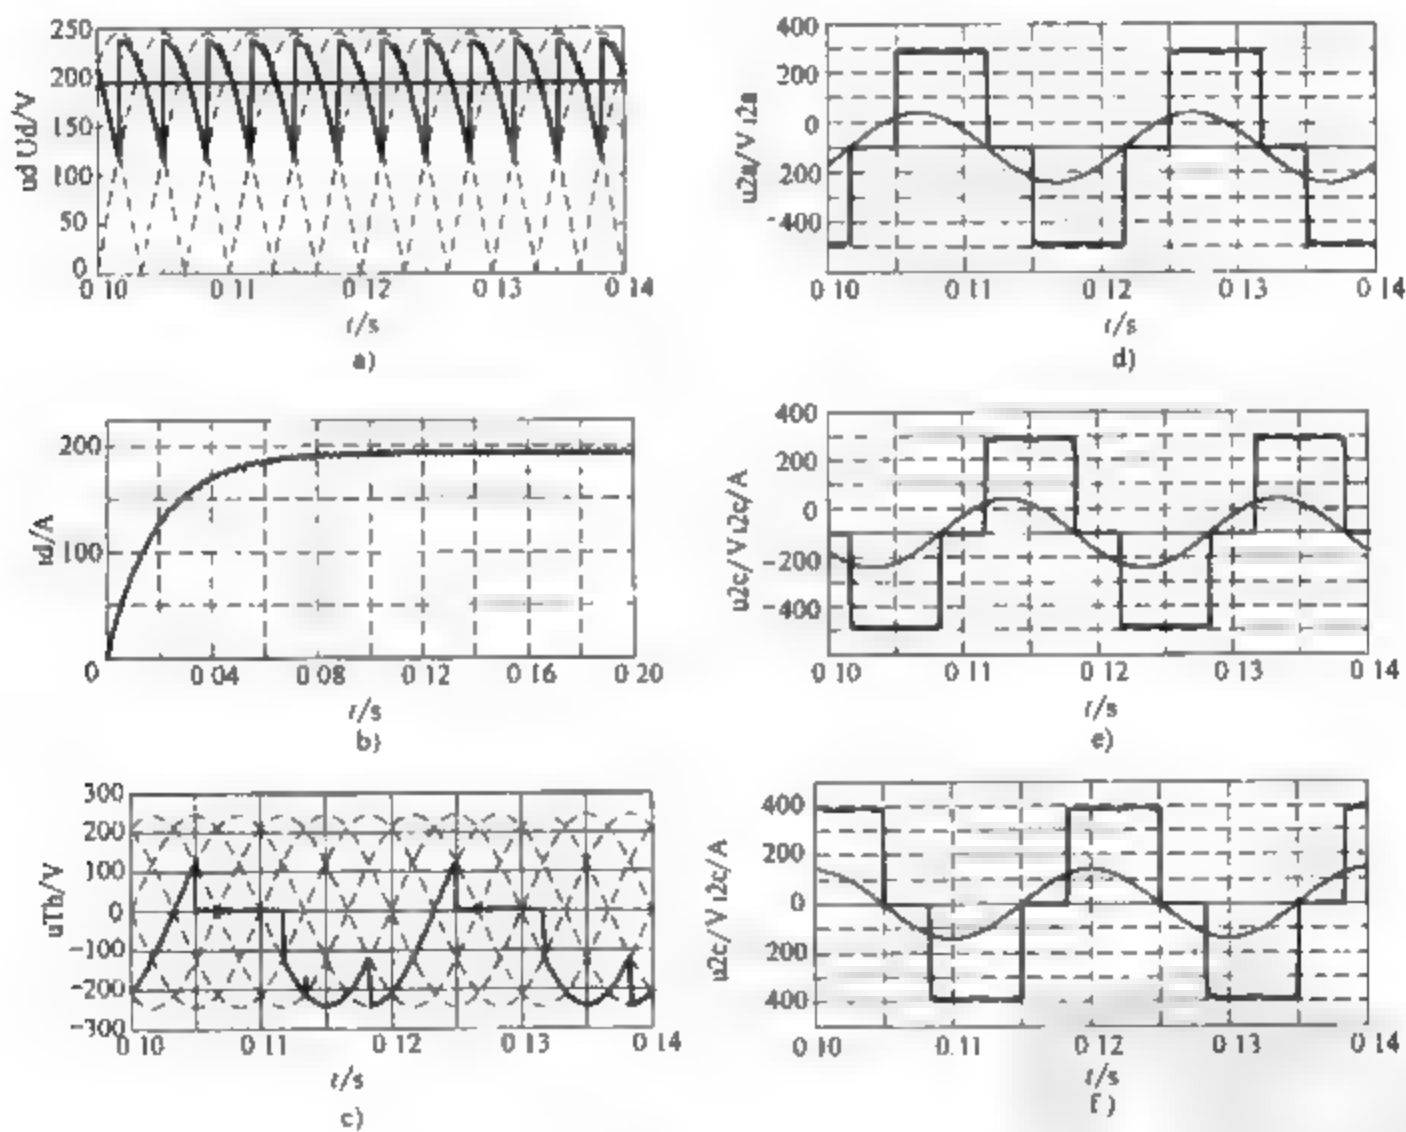 250
200
150
100
50
0
ud Ud/V
0 10 0 11 0 12 0 13 0 14
t/s
a)
200
100
0
id/A
0 04 0 08 0 12 0 16 0 20
t/s
b)
300
200
100
0
-100
-200
-300
uTh/V
0 10 0 11 0 12 0 13 0 14
t/s
c)
400
200
0
200
400
u2a/V i2a
0 10 0 11 0 12 0 13 0 14
t/s
d)
400
200
0
-200
-400
u2c/V i2c/A
0 10 0 11 0 12 0 13 0 14
t/s
e)
400
200
0
200
400
u2c/V i2c/A
0 10 0.11 0 12 0 13 0 14
t/s
f)